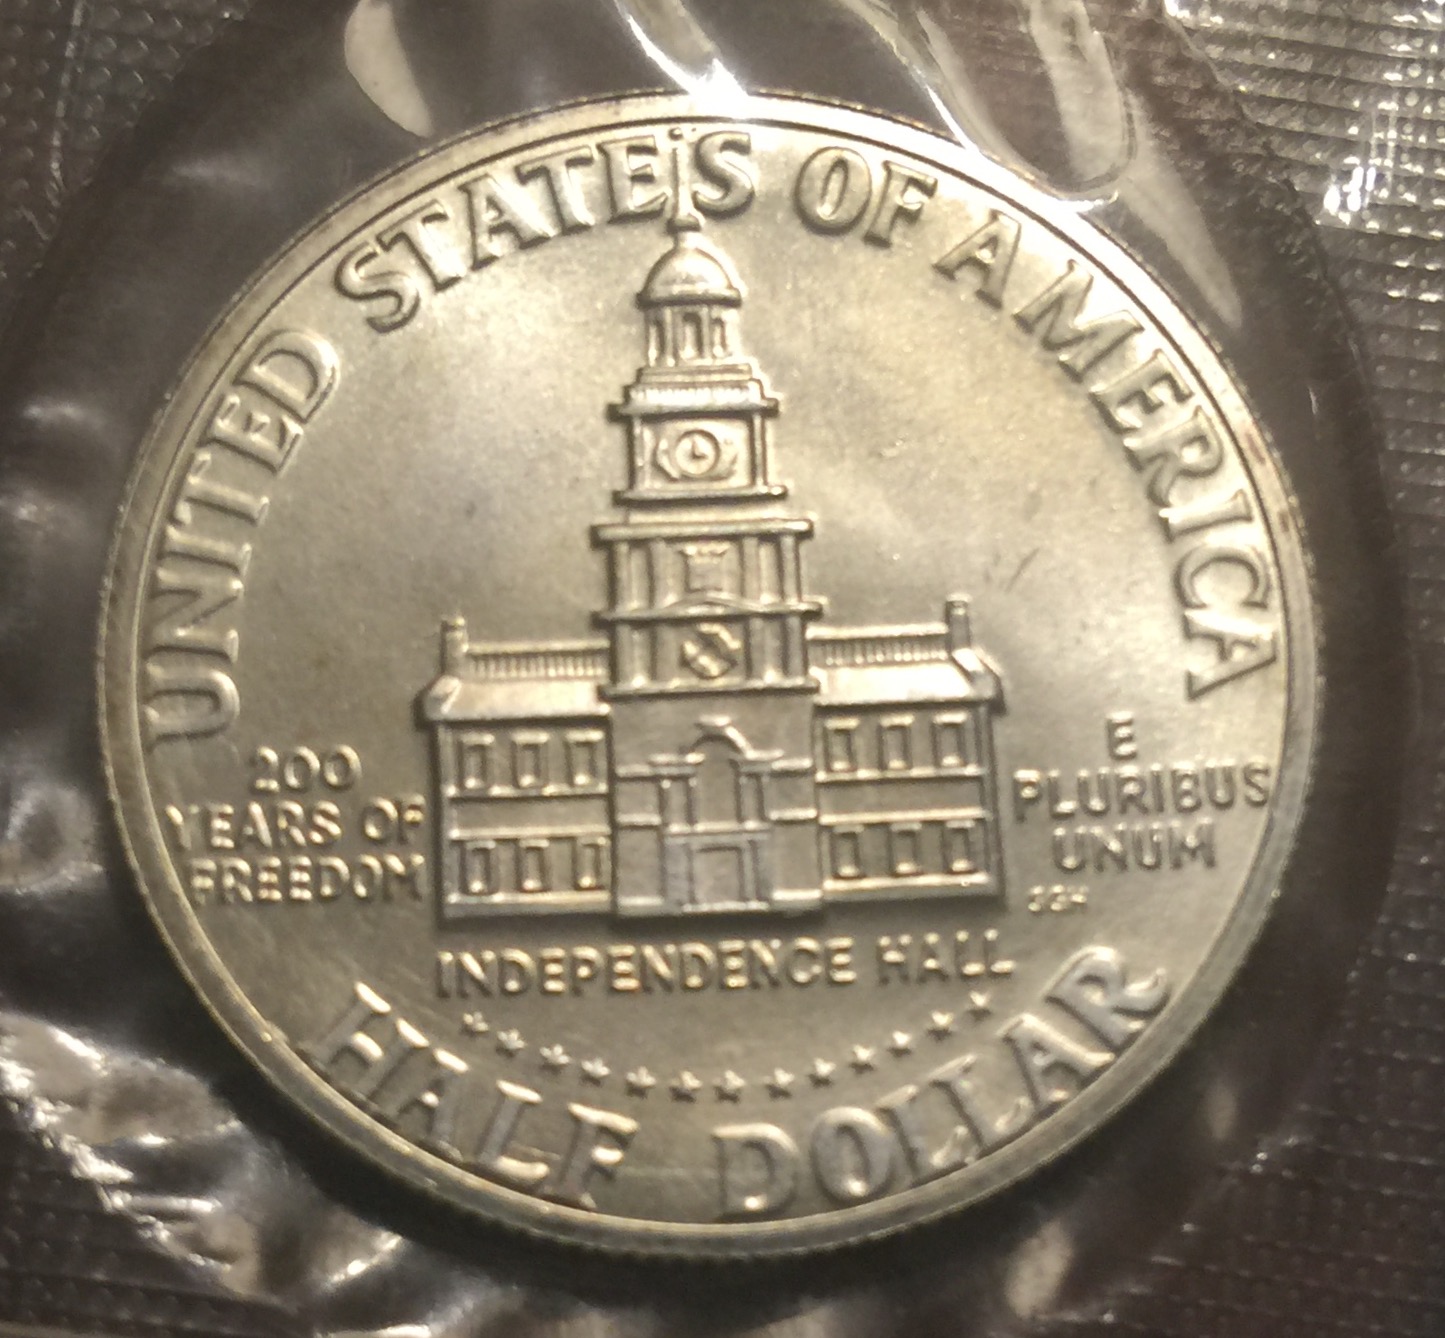 UNITED STATES OF AMERICA
200
YEARS OF
FREEDOM
E
PLURIBUS
UNUM
INDEPENDENCE HALL
HALF DOLLAR